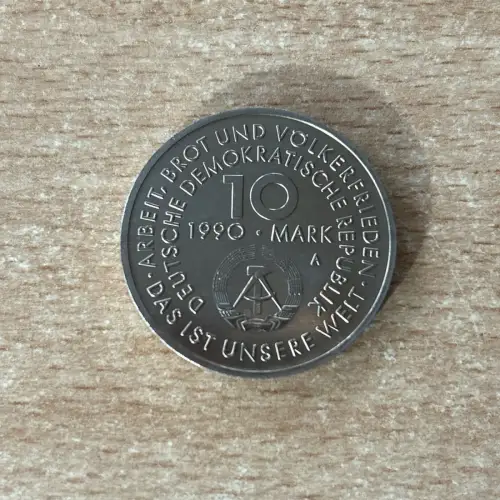 · ARBEIT, BROT UND VÖLKERFRIEDEN ·
DAS IST UNSERE WELT
DEUTSCHE DEMOKRATISCHE REPUBLIK
10
1990 · MARK
A